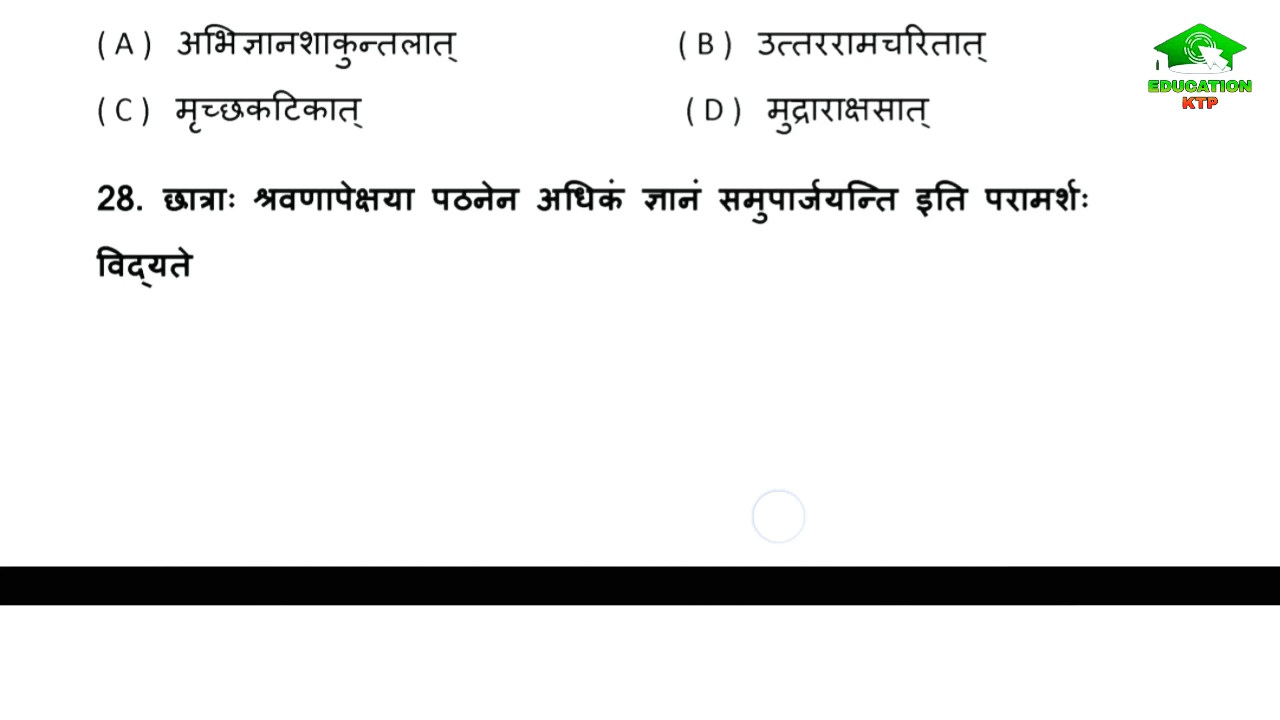 ( A ) अभिज्ञानशाकुन्तलात् ( B ) उत्तररामचरितात्
( C ) मृच्छकटिकात् ( D ) मुद्राराक्षसात्
28. छात्राः श्रवणापेक्षया पठनेन अधिकं ज्ञानं समुपार्जयन्ति इति परामर्शः
विद्यते
EDUCATION
KTP